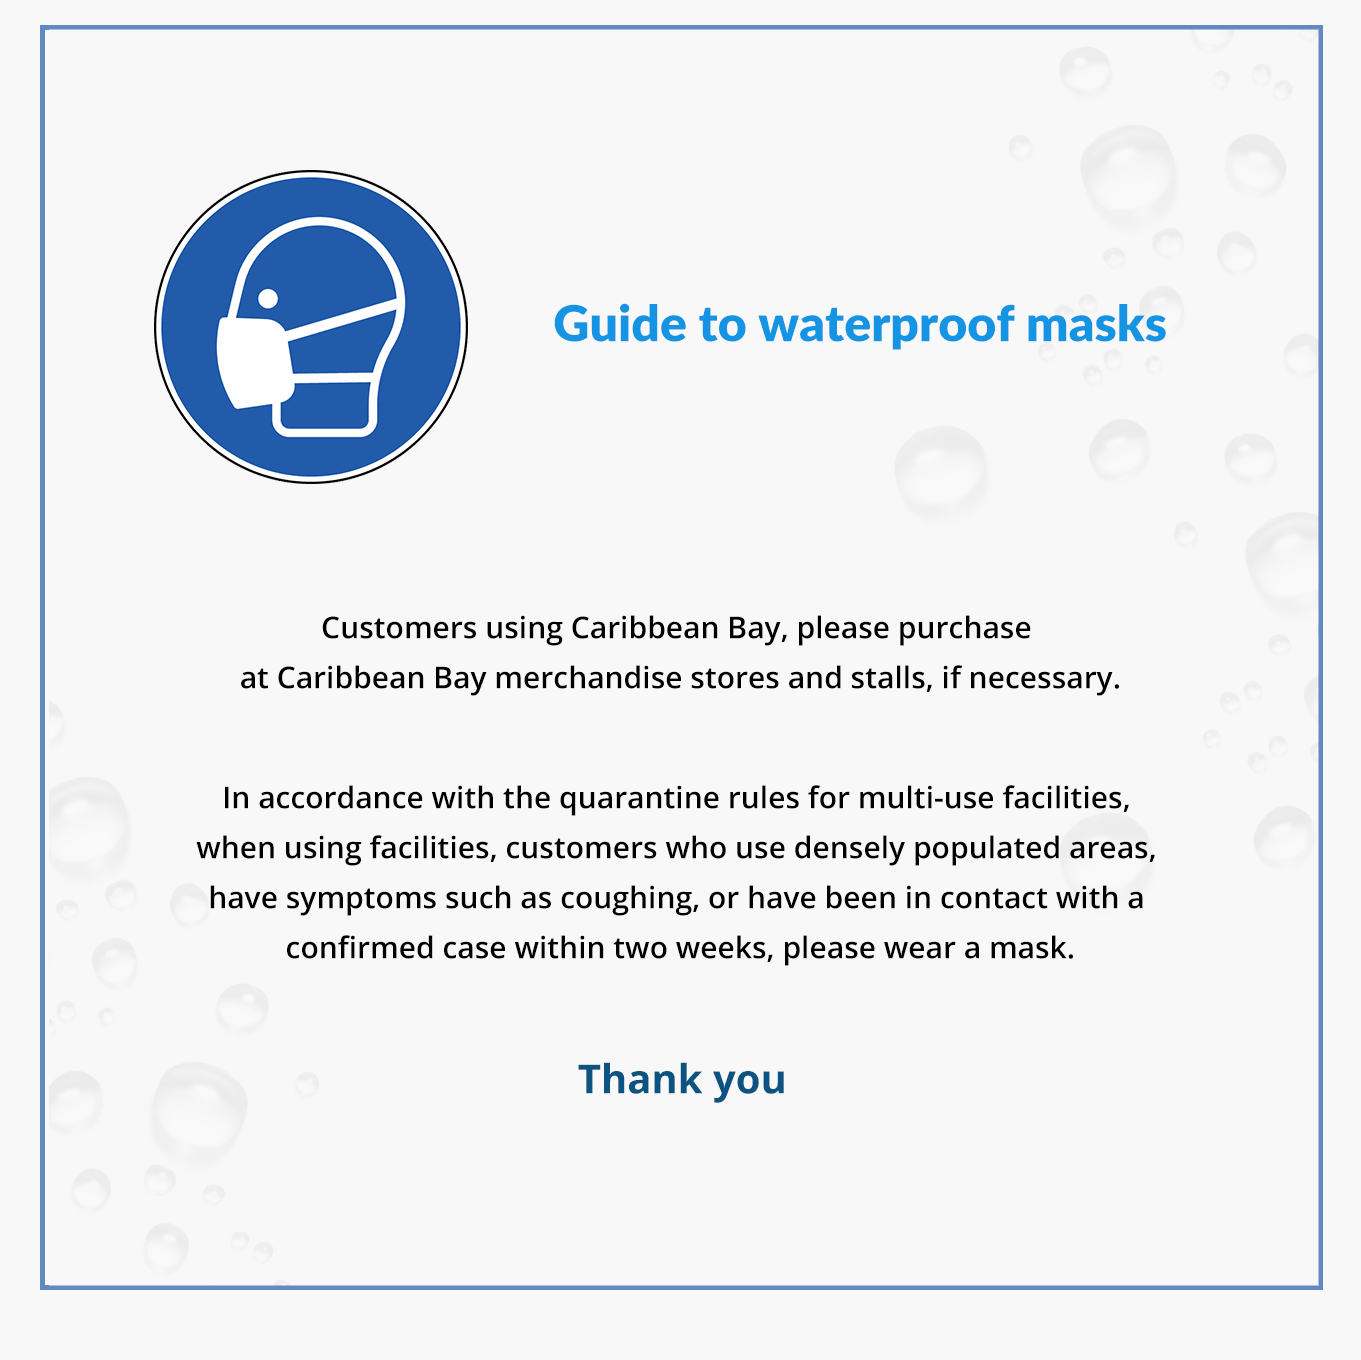 Guide to waterproof masks
Customers using Caribbean Bay, please purchase
at Caribbean Bay merchandise stores and stalls, if necessary.
In accordance with the quarantine rules for multi-use facilities,
when using facilities, customers who use densely populated areas,
have symptoms such as coughing, or have been in contact with a
confirmed case within two weeks, please wear a mask.
Thank you